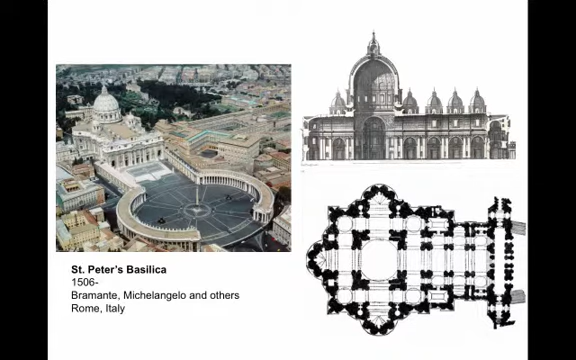 St. Peter's Basilica
1506-
Bramante, Michelangelo and others
Rome, Italy